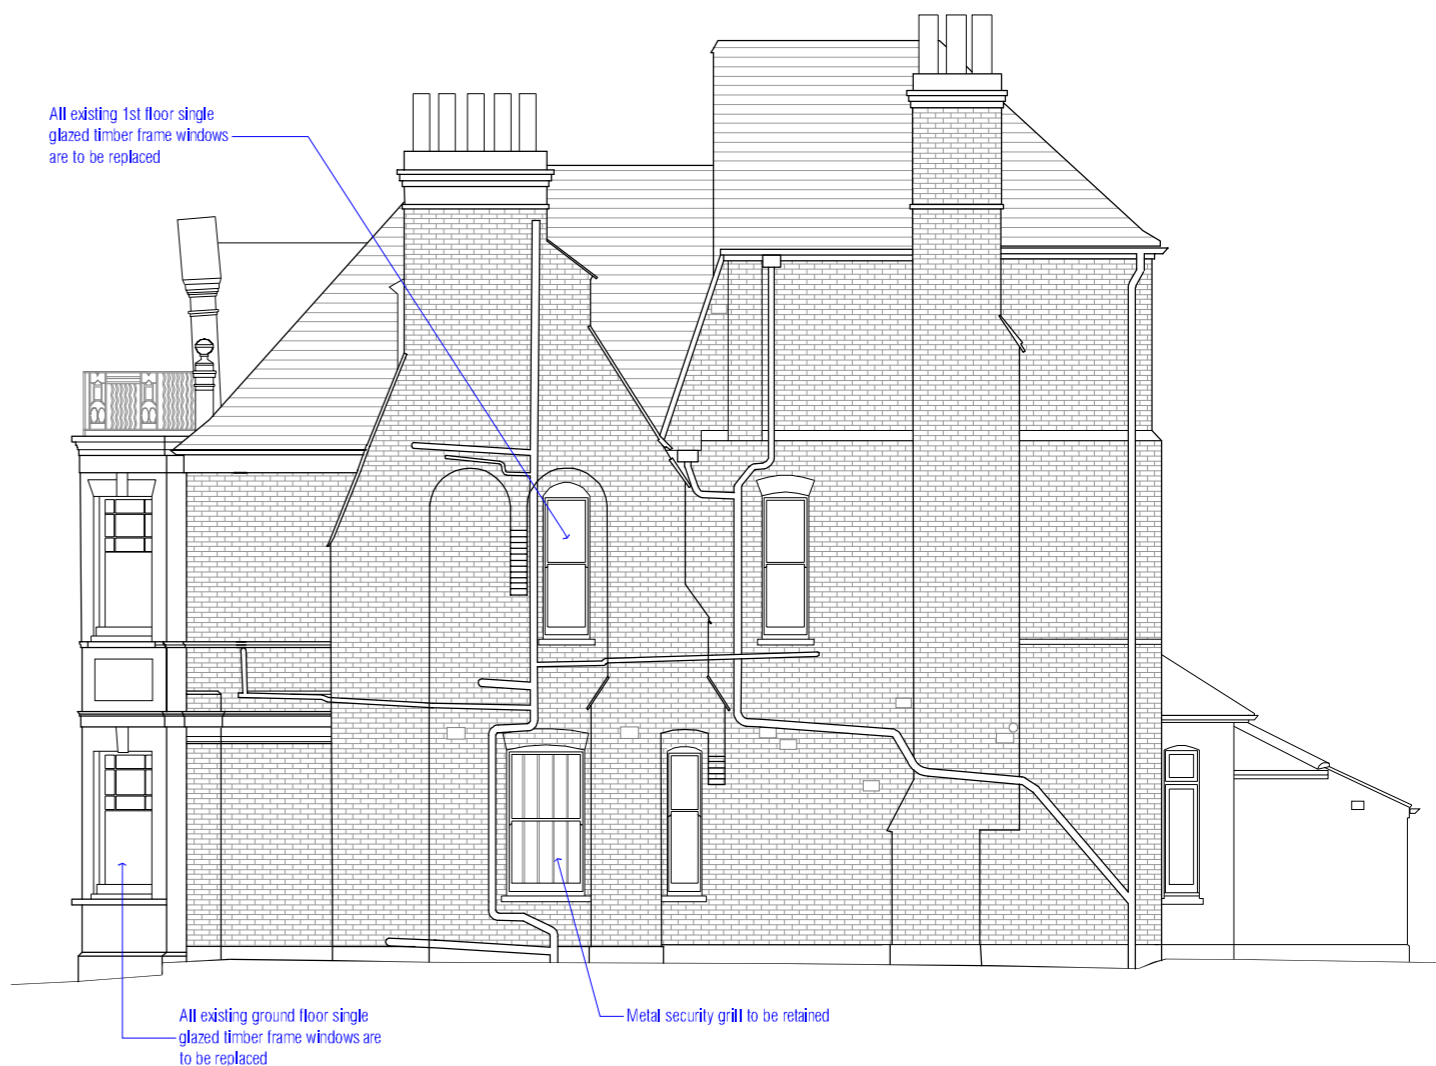 All existing 1st floor single
glazed timber frame windows
are to be replaced
All existing ground floor single
glazed timber frame windows are
to be replaced
Metal security grill to be retained